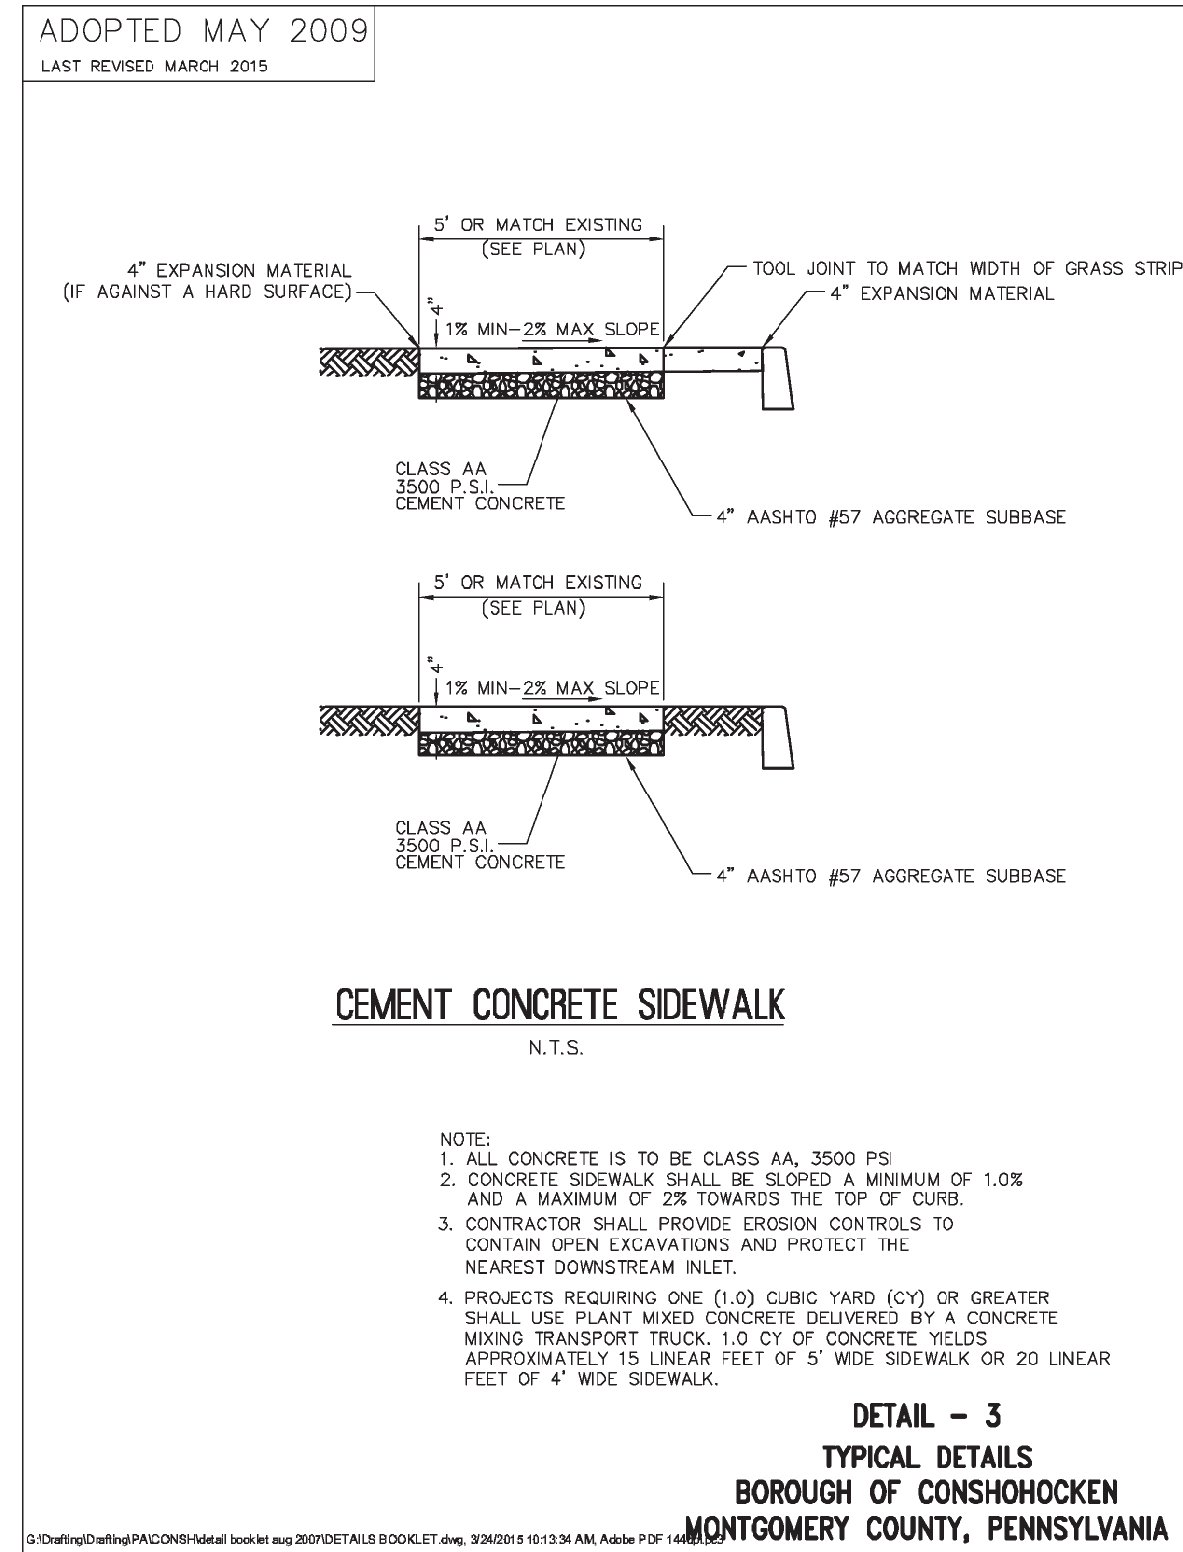 ADOPTED MAY 2009
LAST REVISED MARCH 2015
5' OR MATCH EXISTING
(SEE PLAN)
4" EXPANSION MATERIAL
(IF AGAINST A HARD SURFACE)
TOOL JOINT TO MATCH WIDTH OF GRASS STRIP
4" EXPANSION MATERIAL
4"
1% MIN-2% MAX SLOPE
CLASS AA
3500 P.S.I.
CEMENT CONCRETE
4" AASHTO #57 AGGREGATE SUBBASE
5' OR MATCH EXISTING
(SEE PLAN)
4"
1% MIN-2% MAX SLOPE
CLASS AA
3500 P.S.I.
CEMENT CONCRETE
4" AASHTO #57 AGGREGATE SUBBASE
CEMENT CONCRETE SIDEWALK
N.T.S.
NOTE:
1. ALL CONCRETE IS TO BE CLASS AA, 3500 PSI
2. CONCRETE SIDEWALK SHALL BE SLOPED A MINIMUM OF 1.0%
AND A MAXIMUM OF 2% TOWARDS THE TOP OF CURB.
3. CONTRACTOR SHALL PROVIDE EROSION CONTROLS TO
CONTAIN OPEN EXCAVATIONS AND PROTECT THE
NEAREST DOWNSTREAM INLET.
4. PROJECTS REQUIRING ONE (1.0) CUBIC YARD (CY) OR GREATER
SHALL USE PLANT MIXED CONCRETE DELIVERED BY A CONCRETE
MIXING TRANSPORT TRUCK. 1.0 CY OF CONCRETE YIELDS
APPROXIMATELY 15 LINEAR FEET OF 5' WIDE SIDEWALK OR 20 LINEAR
FEET OF 4' WIDE SIDEWALK.
DETAIL - 3
TYPICAL DETAILS
BOROUGH OF CONSHOHOCKEN
MONTGOMERY COUNTY, PENNSYLVANIA
G:\Drafting\Drafting\PA\CONSH\detail booklet aug 2007\DETAILS BOOKLET.dwg, 3/24/2015 10:13:34 AM, Adobe PDF